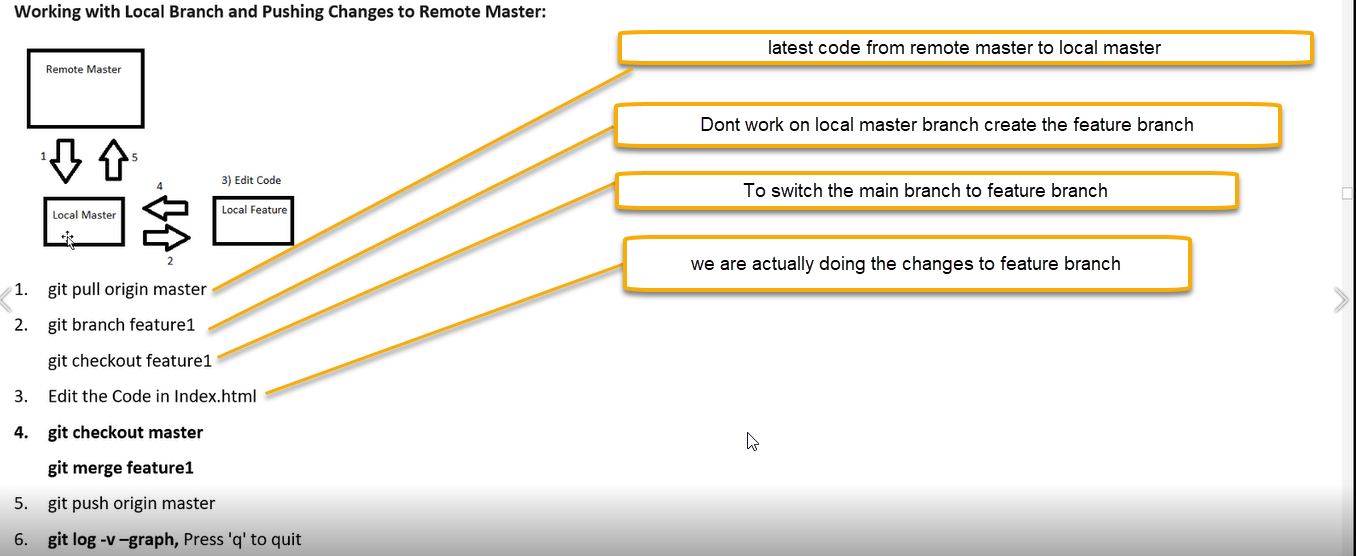 Working with Local Branch and Pushing Changes to Remote Master:
latest code from remote master to local master
Remote Master
Dont work on local master branch create the feature branch
1
5
4
3) Edit Code
To switch the main branch to feature branch
Local Master
Local Feature
2
we are actually doing the changes to feature branch
1. git pull origin master
2. git branch feature1
git checkout feature1
3. Edit the Code in Index.html
4. git checkout master
git merge feature1
5. git push origin master
6. git log -v –graph, Press 'q' to quit